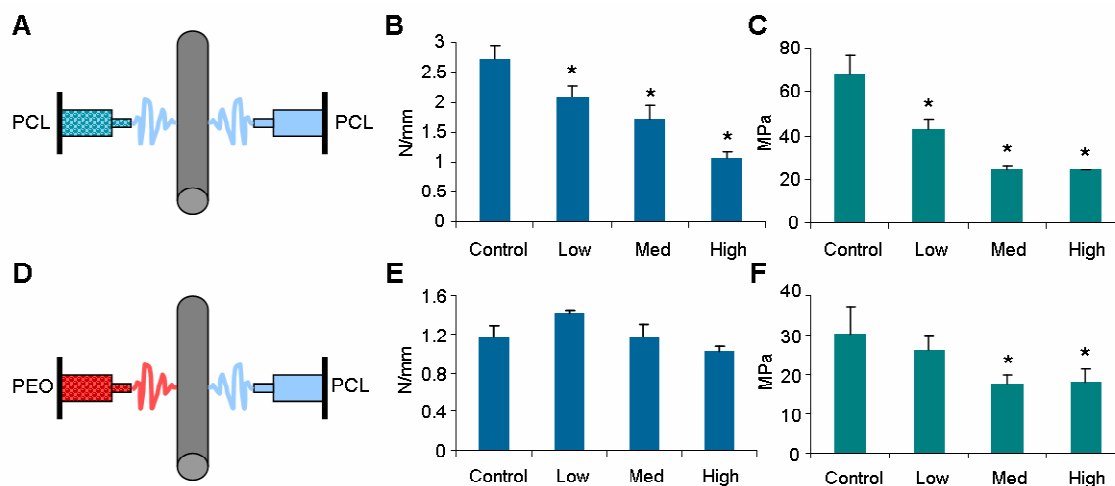 A
PCL
PCL
B
N/mm
3
2.5
2
1.5
1
0.5
0
*
*
*
Control Low Med High
C
MPa
80
60
40
20
0
*
*
*
Control Low Med High
D
PEO
PCL
E
N/mm
1.6
1.2
0.8
0.4
0
Control Low Med High
F
MPa
40
30
20
10
0
* *
Control Low Med High